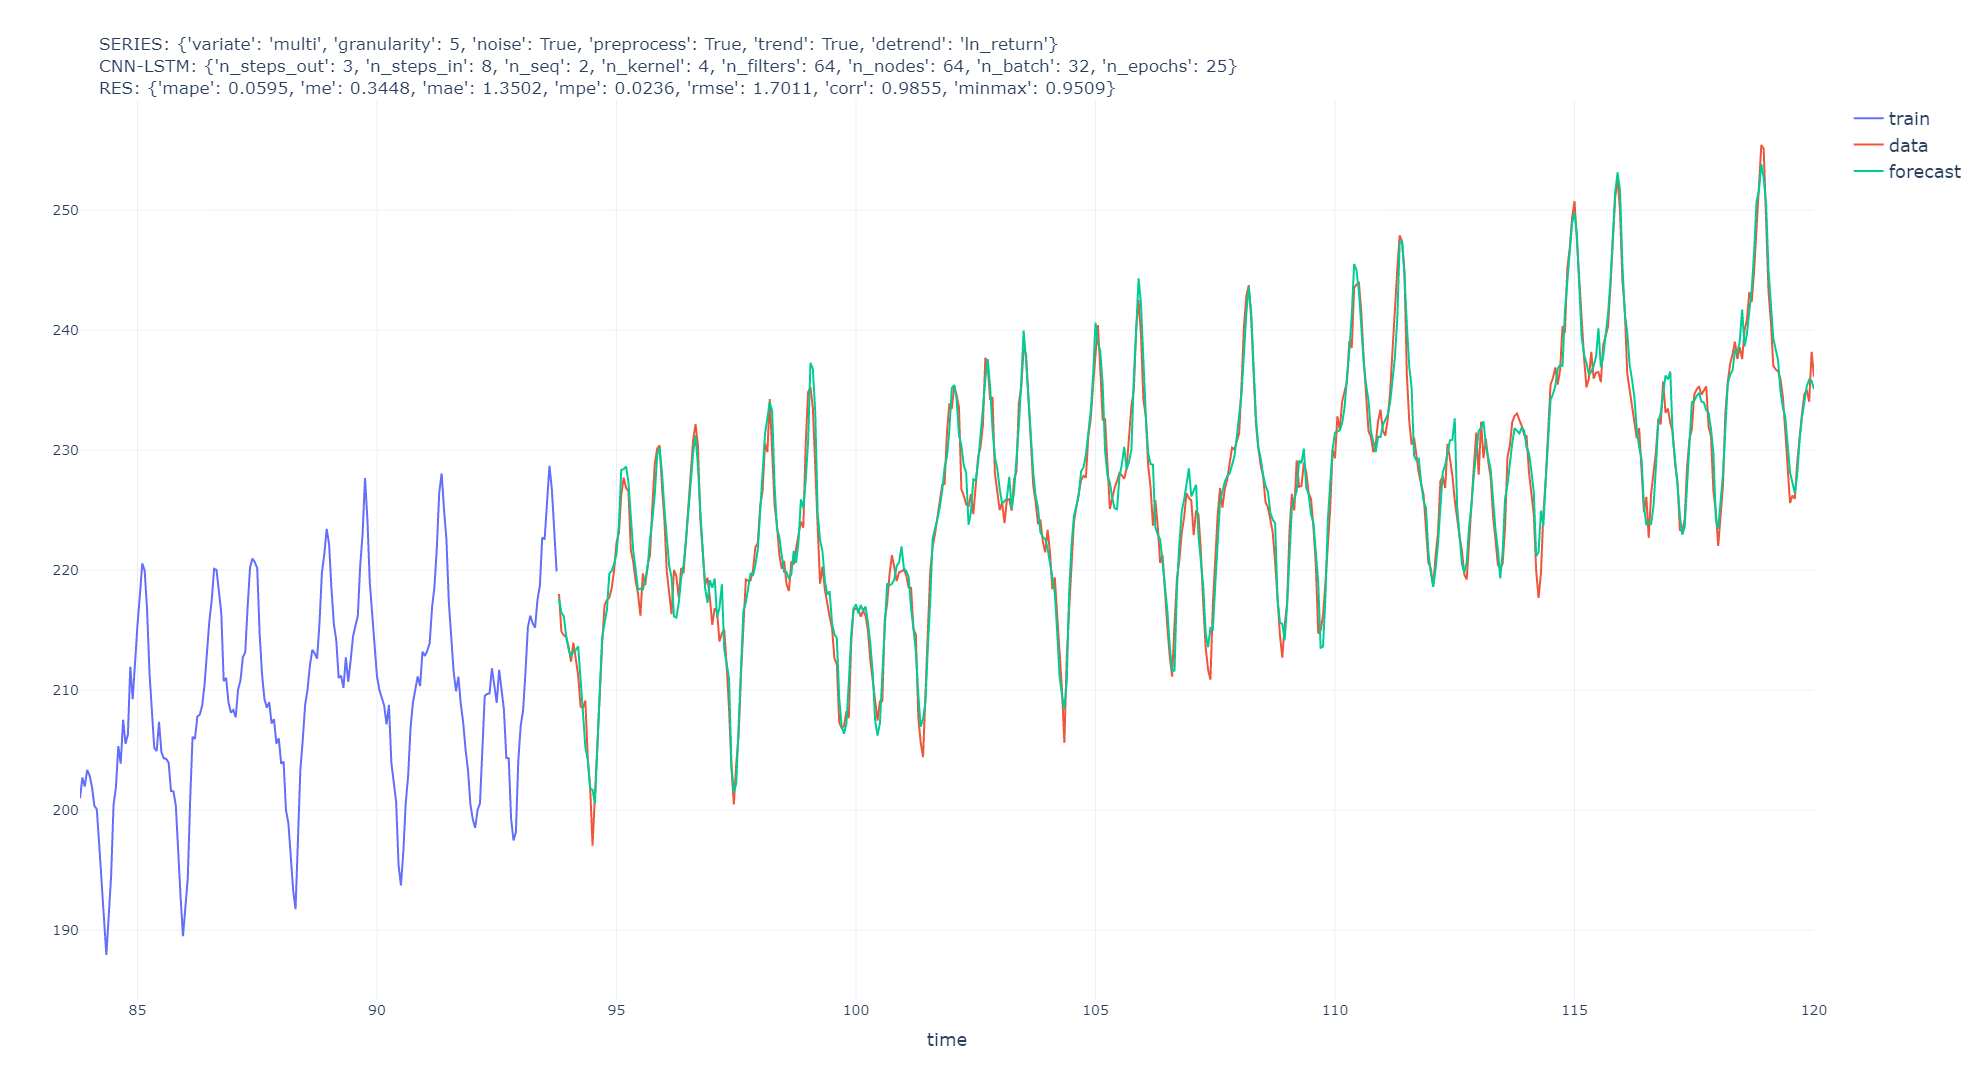 SERIES: {'variate': 'multi', 'granularity': 5, 'noise': True, 'preprocess': True, 'trend': True, 'detrend': 'ln_return'}
CNN-LSTM: {'n_steps_out': 3, 'n_steps_in': 8, 'n_seq': 2, 'n_kernel': 4, 'n_filters': 64, 'n_nodes': 64, 'n_batch': 32, 'n_epochs': 25}
RES: {'mape': 0.0595, 'me': 0.3448, 'mae': 1.3502, 'mpe': 0.0236, 'rmse': 1.7011, 'corr': 0.9855, 'minmax': 0.9509}
train
data
forecast
250
240
230
220
210
200
190
85 90 95 100 105 110 115 120
time